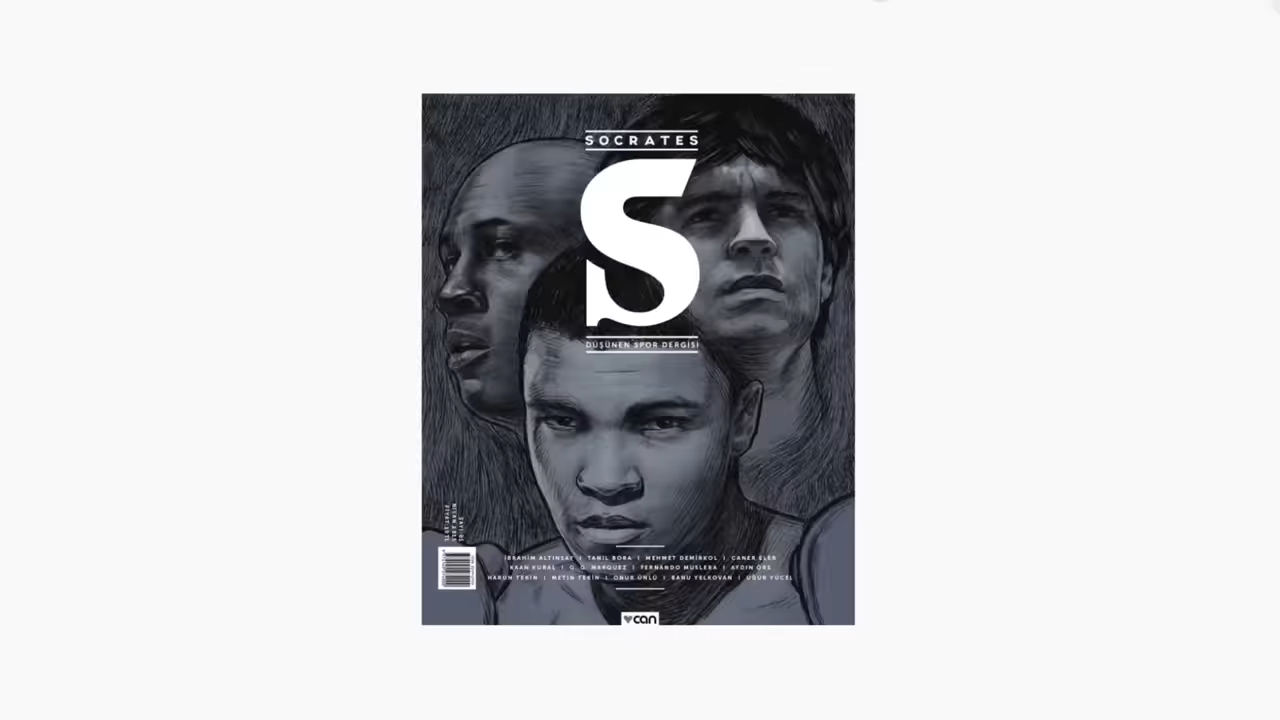 SOCRATES
S
DÜŞÜNEN SPOR DERGİSİ
İBRAHİM ALTINSAY | TANIL BORA | MEHMET DEMİRKOL | CANER ELER
KAAN KURAL | G. G. MARQUEZ | FERNANDO MUSLERA | AYDIN ÖRS
HARUN TEKİN | METİN TEKİN | ONUR ÜNLÜ | BANU YELKOVAN | UĞUR YÜCEL
can